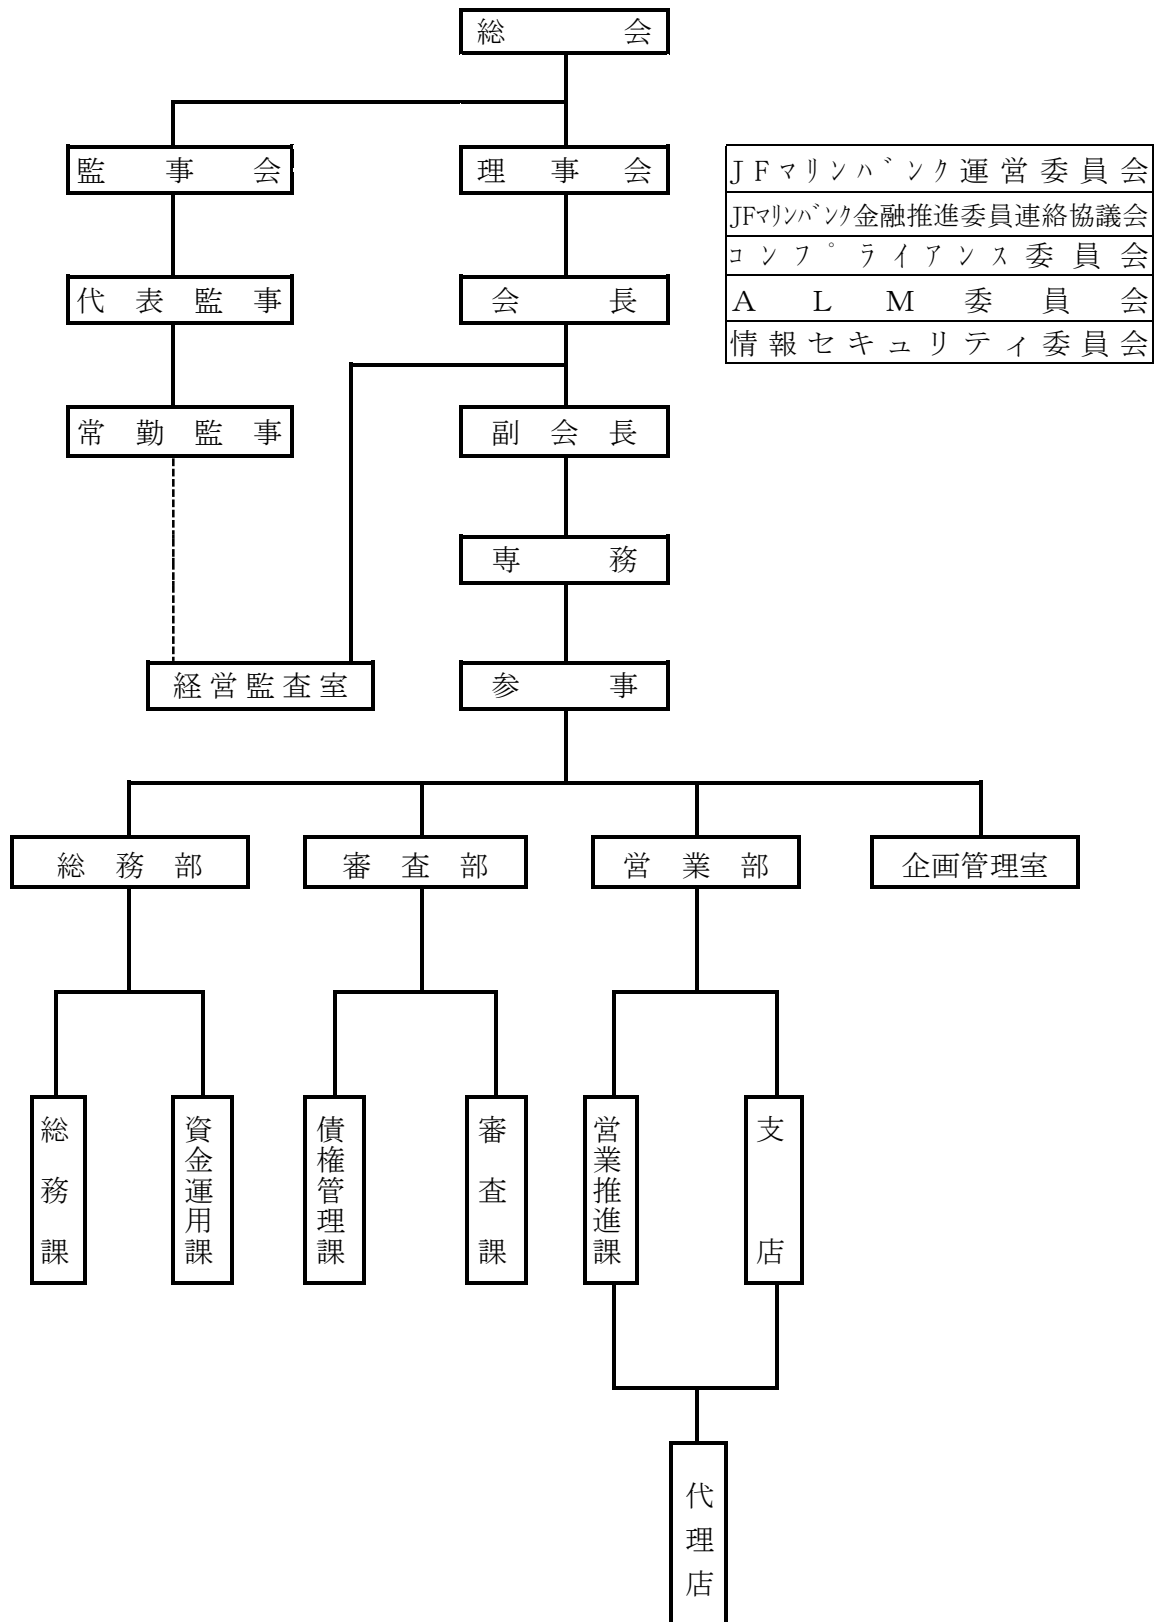 総会
監事会
理事会
JFマリンバンク運営委員会
JFマリンバンク金融推進委員連絡協議会
コンプライアンス委員会
ALM委員会
情報セキュリティ委員会
代表監事
会長
常勤監事
副会長
専務
経営監査室
参事
総務部
審査部
営業部
企画管理室
総務課
資金運用課
債権管理課
審査課
営業推進課
支店
代理店